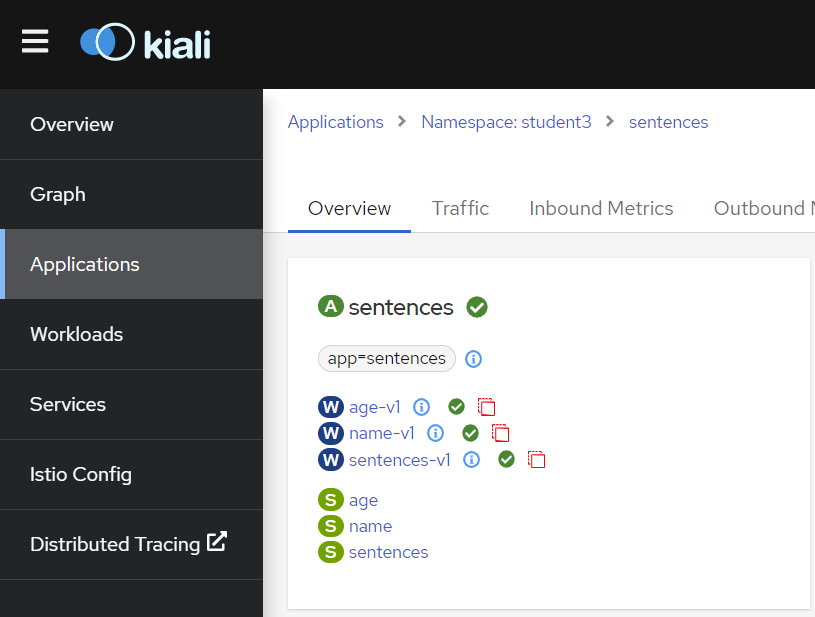 kiali
Overview
Graph
Applications
Workloads
Services
Istio Config
Distributed Tracing
Applications > Namespace: student3 > sentences
Overview Traffic Inbound Metrics Outbound
A sentences
app=sentences
W age-v1
W name-v1
W sentences-v1
S age
S name
S sentences